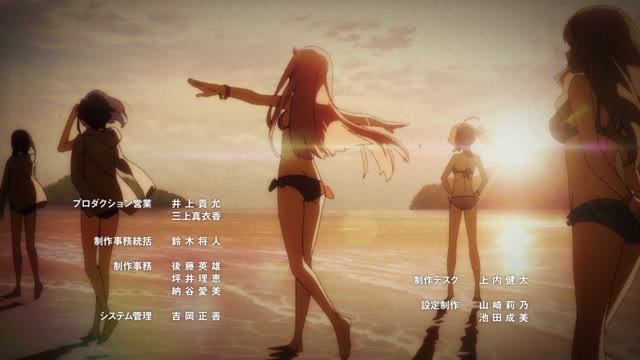 プロダクション営業 井上貴允
三上真衣香
制作事務統括 鈴木将人
制作事務 後藤英雄
坪井理恵
納谷愛美
システム管理 吉岡正善
制作デスク 上内健太
設定制作 山崎莉乃
池田成美